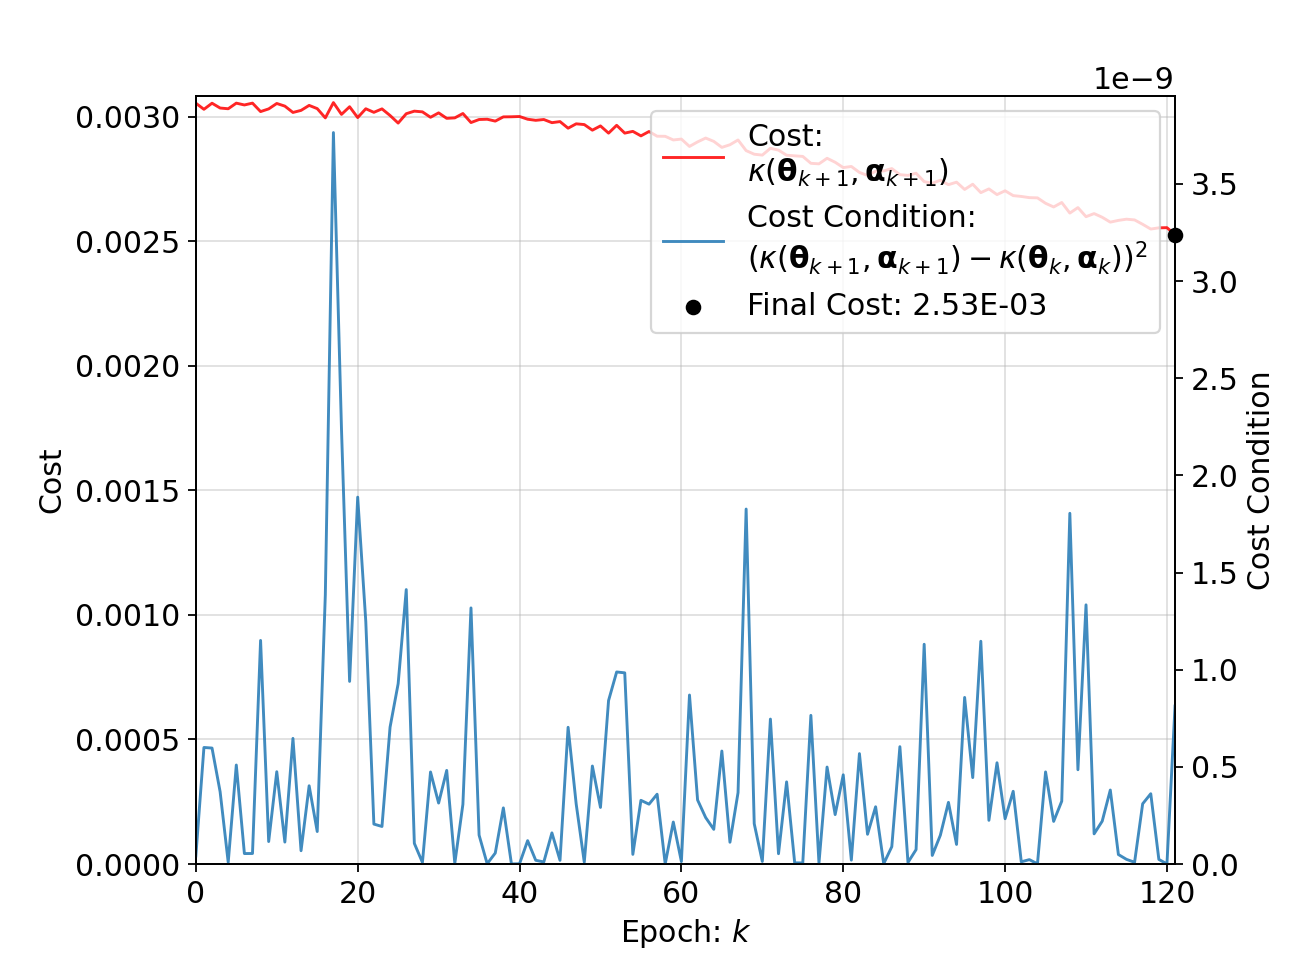 1e−9
0.0030
0.0025
0.0020
0.0015
0.0010
0.0005
0.0000
Cost
Cost:
κ(θₖ₊₁, αₖ₊₁)
Cost Condition:
(κ(θₖ₊₁, αₖ₊₁) − κ(θₖ, αₖ))²
Final Cost: 2.53E-03
3.5
3.0
2.5
2.0
1.5
1.0
0.5
0.0
Cost Condition
0 20 40 60 80 100 120
Epoch: k